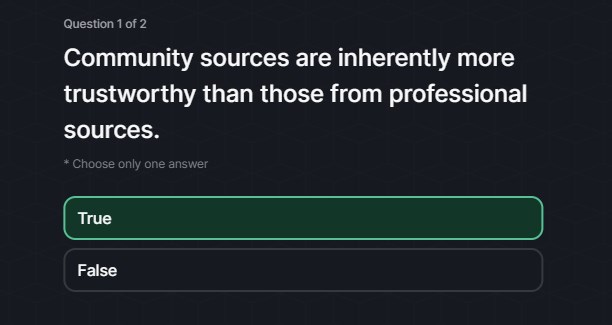 Question 1 of 2
Community sources are inherently more
trustworthy than those from professional
sources.
* Choose only one answer
True
False